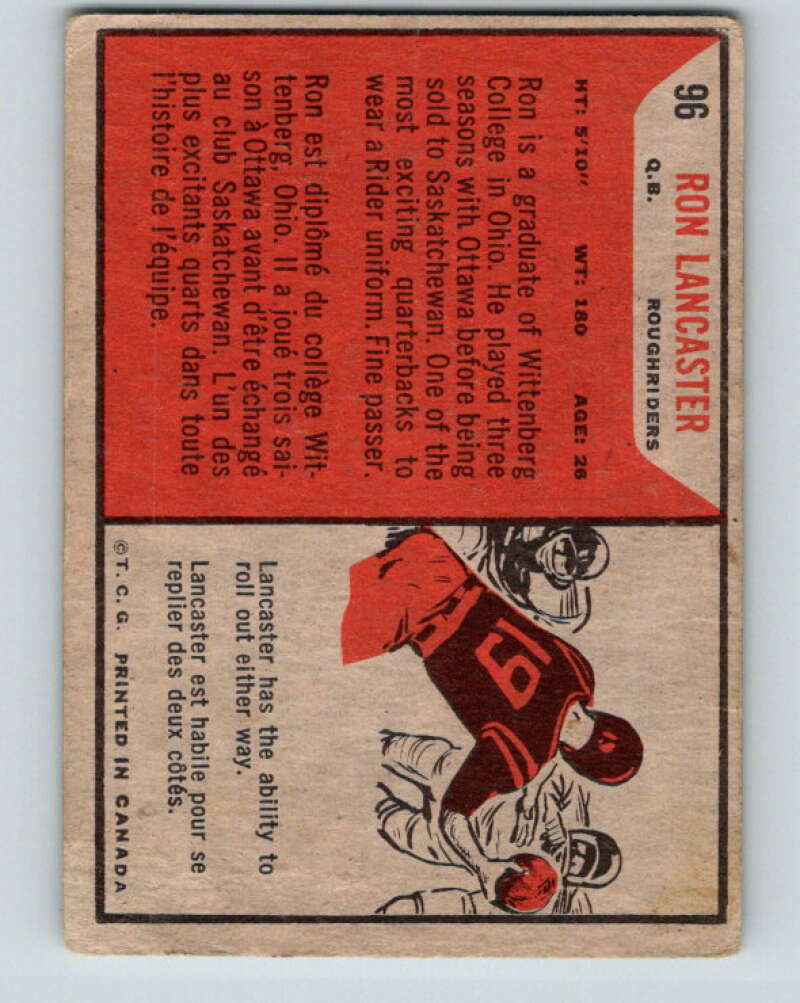 96 RON LANCASTER
Q.B. ROUGHRIDERS
HT: 5'10" WT: 180 AGE: 26
Ron is a graduate of Wittenberg
College in Ohio. He played three
seasons with Ottawa before being
sold to Saskatchewan. One of the
most exciting quarterbacks to
wear a Rider uniform. Fine passer.
Ron est diplômé du collège Wit-
tenberg, Ohio. Il a joué trois sai-
son à Ottawa avant d'être échangé
au club Saskatchewan. L'un des
plus excitants quarts dans toute
l'histoire de l'équipe.
19
Lancaster has the ability to
roll out either way.
Lancaster est habile pour se
replier des deux côtés.
©T. C. G. PRINTED IN CANADA